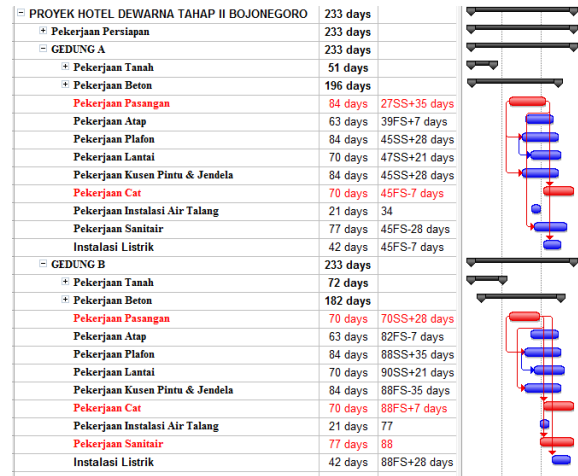 PROYEK HOTEL DEWARNA TAHAP II BOJONEGORO 233 days
Pekerjaan Persiapan 233 days
GEDUNG A 233 days
Pekerjaan Tanah 51 days
Pekerjaan Beton 196 days
Pekerjaan Pasangan 84 days 27SS+35 days
Pekerjaan Atap 63 days 39FS+7 days
Pekerjaan Plafon 84 days 45SS+28 days
Pekerjaan Lantai 70 days 47SS+21 days
Pekerjaan Kusen Pintu & Jendela 84 days 45SS+28 days
Pekerjaan Cat 70 days 45FS-7 days
Pekerjaan Instalasi Air Talang 21 days 34
Pekerjaan Sanitair 77 days 45FS-28 days
Instalasi Listrik 42 days 45FS-7 days
GEDUNG B 233 days
Pekerjaan Tanah 72 days
Pekerjaan Beton 182 days
Pekerjaan Pasangan 70 days 70SS+28 days
Pekerjaan Atap 63 days 82FS-7 days
Pekerjaan Plafon 84 days 88SS+35 days
Pekerjaan Lantai 70 days 90SS+21 days
Pekerjaan Kusen Pintu & Jendela 84 days 88FS-35 days
Pekerjaan Cat 70 days 88FS+7 days
Pekerjaan Instalasi Air Talang 21 days 77
Pekerjaan Sanitair 77 days 88
Instalasi Listrik 42 days 88FS+28 days